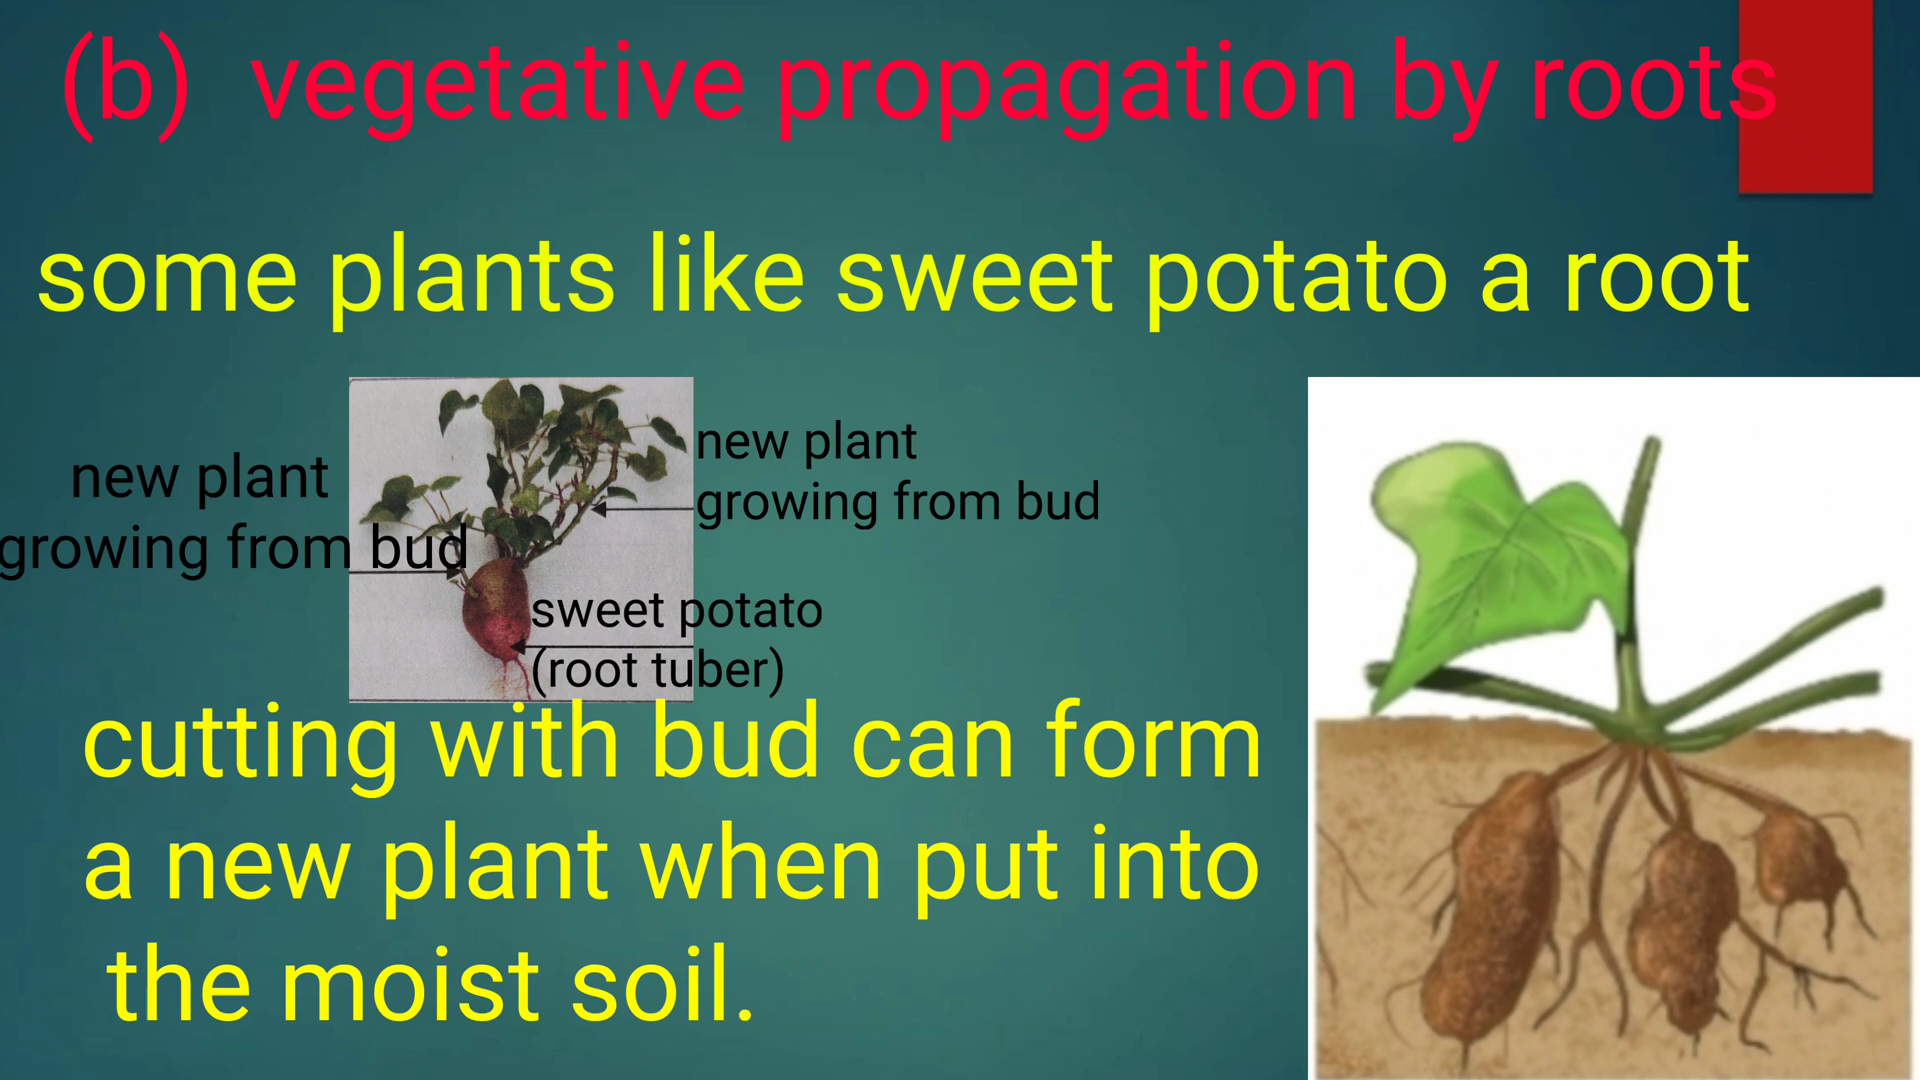 (b) vegetative propagation by roots
some plants like sweet potato a root
new plant
growing from bud
new plant
growing from bud
sweet potato
(root tuber)
cutting with bud can form
a new plant when put into
the moist soil.